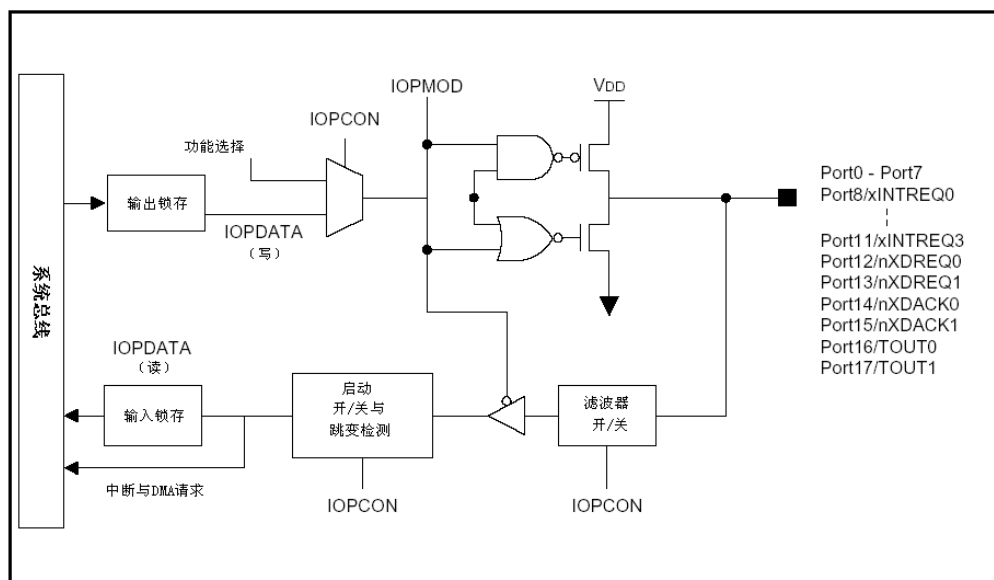 IOPMOD
VDD
IOPCON
功能选择
输出锁存
IOPDATA
（写）
系统总线
Port0 - Port7
Port8/xINTREQ0
Port11/xINTREQ3
Port12/nXDREQ0
Port13/nXDREQ1
Port14/nXDACK0
Port15/nXDACK1
Port16/TOUT0
Port17/TOUT1
IOPDATA
（读）
输入锁存
启动
开/关与
跳变检测
滤波器
开/关
中断与DMA请求
IOPCON
IOPCON